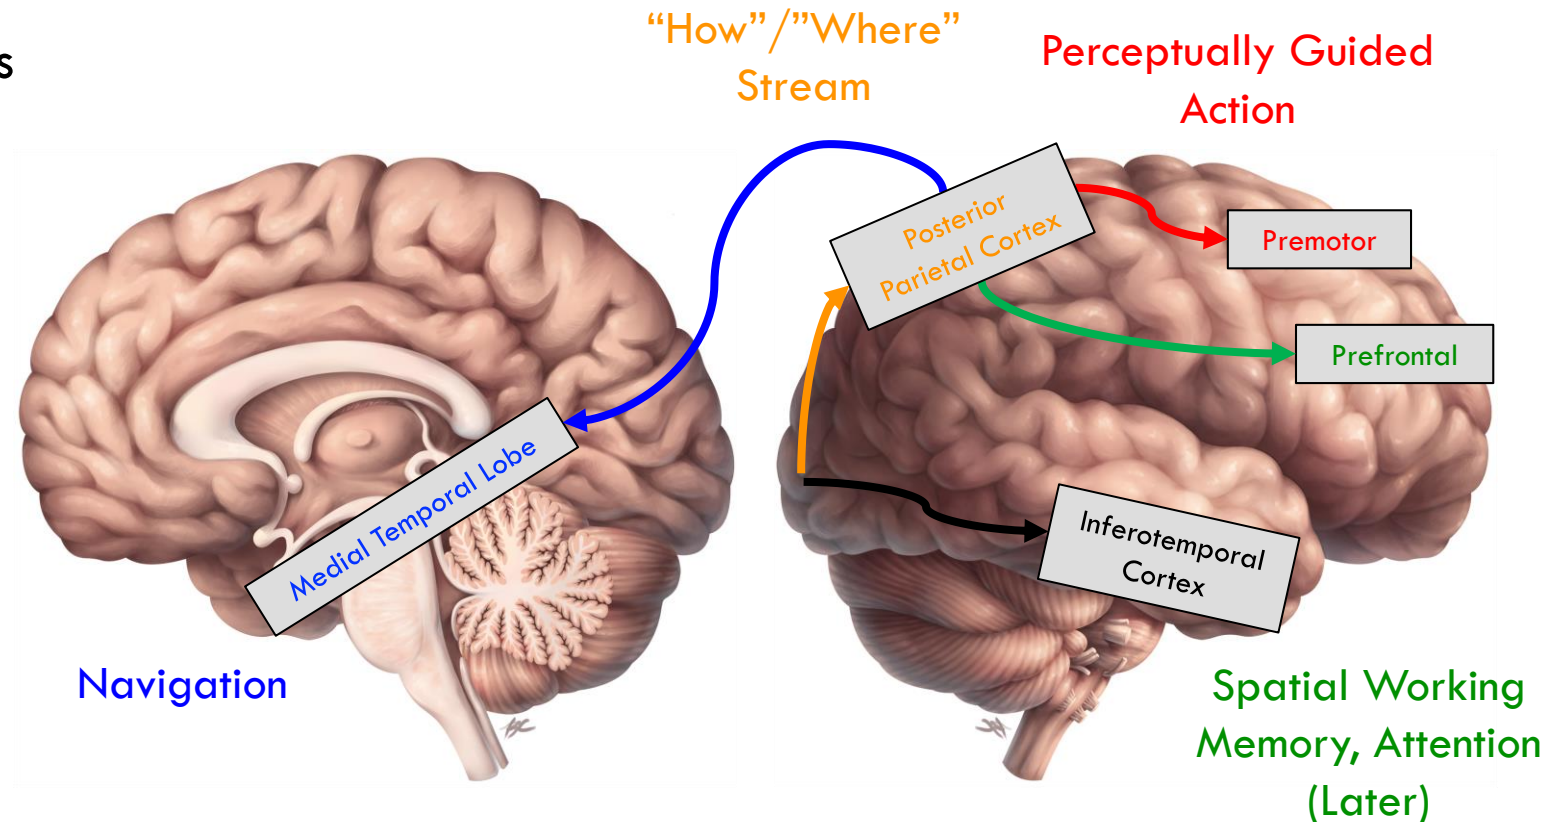 s
“How”/”Where”
Stream
Perceptually Guided
Action
Posterior
Parietal Cortex
Premotor
Prefrontal
Medial Temporal Lobe
Inferotemporal
Cortex
Navigation
Spatial Working
Memory, Attention
(Later)